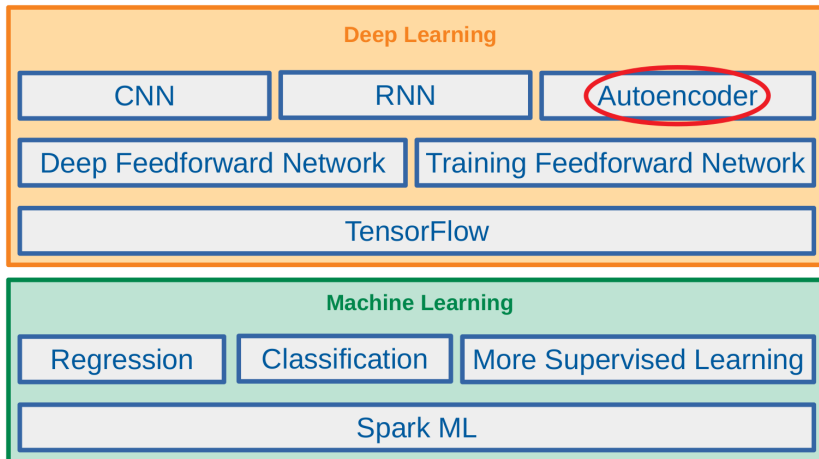 Deep Learning
CNN
RNN
Autoencoder
Deep Feedforward Network
Training Feedforward Network
TensorFlow
Machine Learning
Regression
Classification
More Supervised Learning
Spark ML